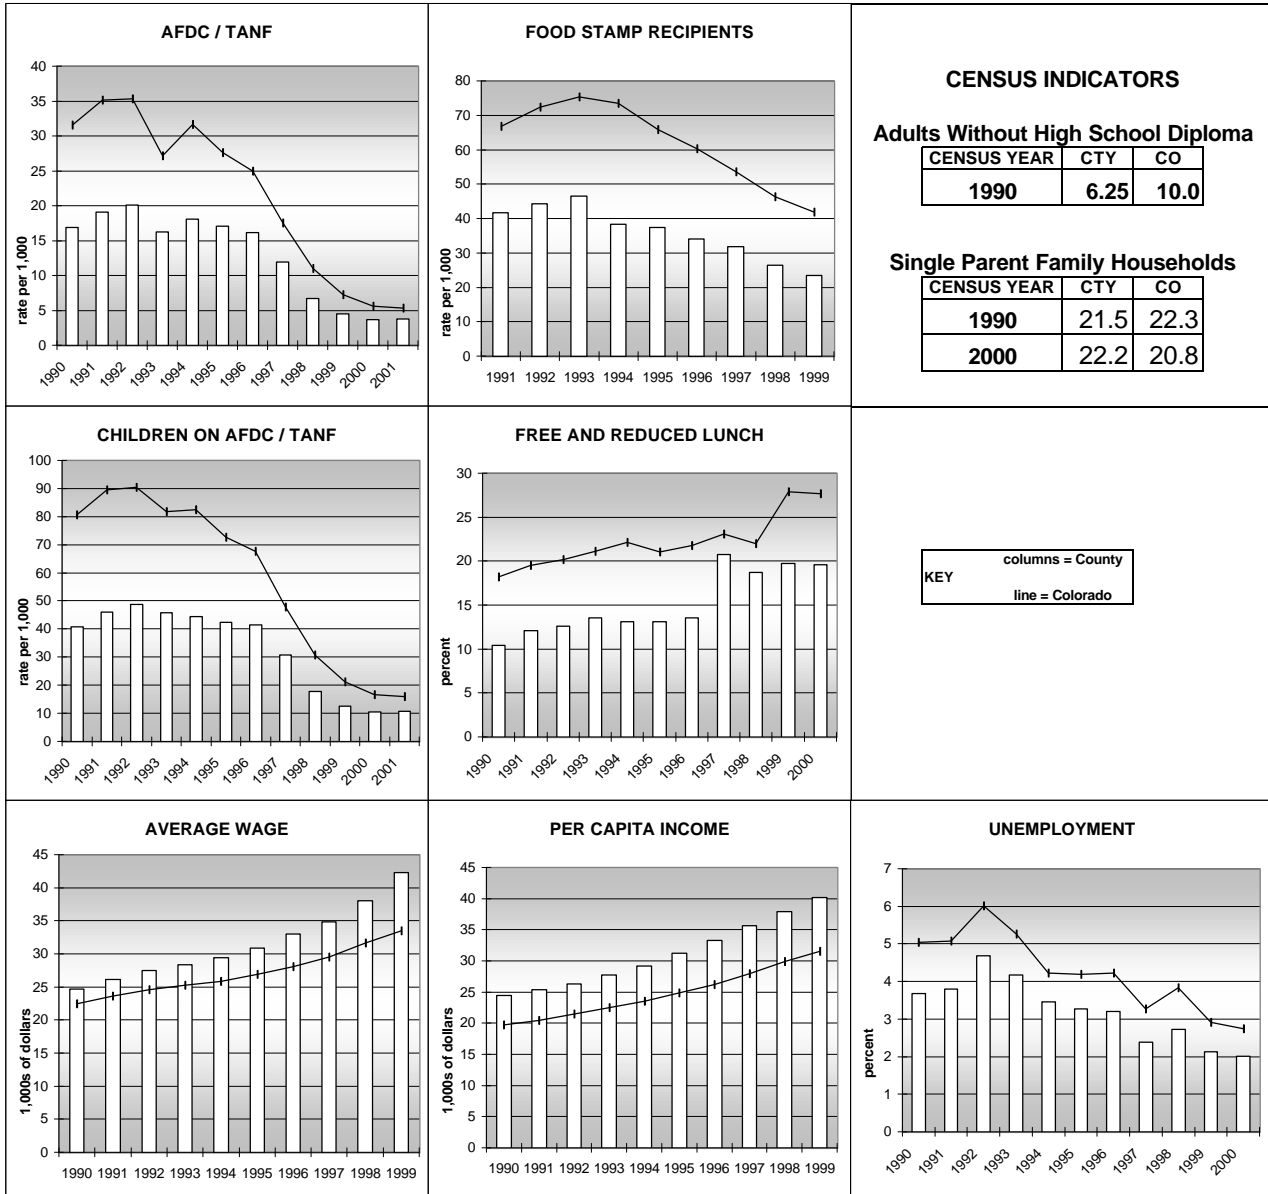 AFDC / TANF
rate per 1,000
40
35
30
25
20
15
10
5
0
1990 1991 1992 1993 1994 1995 1996 1997 1998 1999 2000 2001
FOOD STAMP RECIPIENTS
rate per 1,000
80
70
60
50
40
30
20
10
0
1991 1992 1993 1994 1995 1996 1997 1998 1999
CENSUS INDICATORS
Adults Without High School Diploma
CENSUS YEAR CTY CO
1990 6.25 10.0
Single Parent Family Households
CENSUS YEAR CTY CO
1990 21.5 22.3
2000 22.2 20.8
CHILDREN ON AFDC / TANF
rate per 1,000
100
90
80
70
60
50
40
30
20
10
0
1990 1991 1992 1993 1994 1995 1996 1997 1998 1999 2000 2001
FREE AND REDUCED LUNCH
percent
30
25
20
15
10
5
0
1990 1991 1992 1993 1994 1995 1996 1997 1998 1999 2000
columns = County
KEY
line = Colorado
AVERAGE WAGE
1,000s of dollars
45
40
35
30
25
20
15
10
5
0
1990 1991 1992 1993 1994 1995 1996 1997 1998 1999
PER CAPITA INCOME
1,000s of dollars
45
40
35
30
25
20
15
10
5
0
1990 1991 1992 1993 1994 1995 1996 1997 1998 1999
UNEMPLOYMENT
percent
7
6
5
4
3
2
1
0
1990 1991 1992 1993 1994 1995 1996 1997 1998 1999 2000